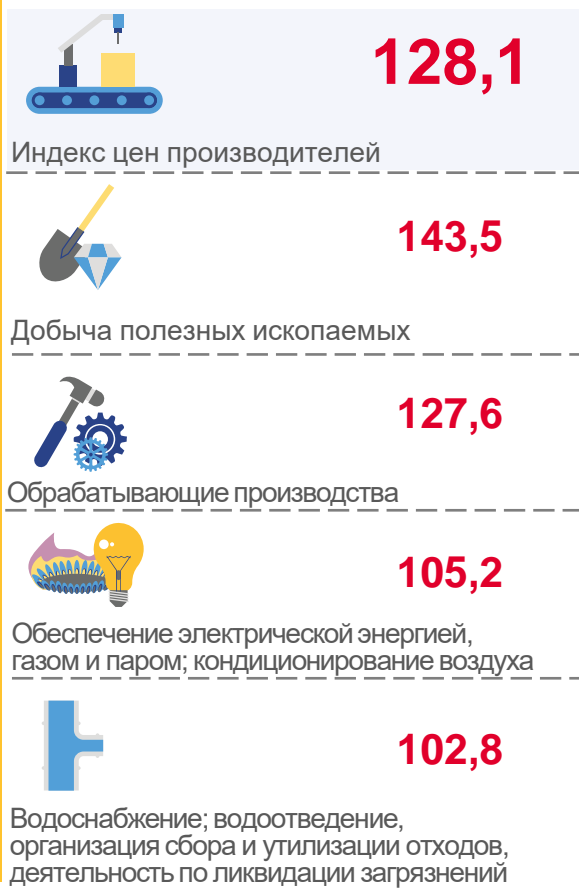 128,1
Индекс цен производителей
143,5
Добыча полезных ископаемых
127,6
Обрабатывающие производства
105,2
Обеспечение электрической энергией,
газом и паром; кондиционирование воздуха
102,8
Водоснабжение; водоотведение,
организация сбора и утилизации отходов,
деятельность по ликвидации загрязнений